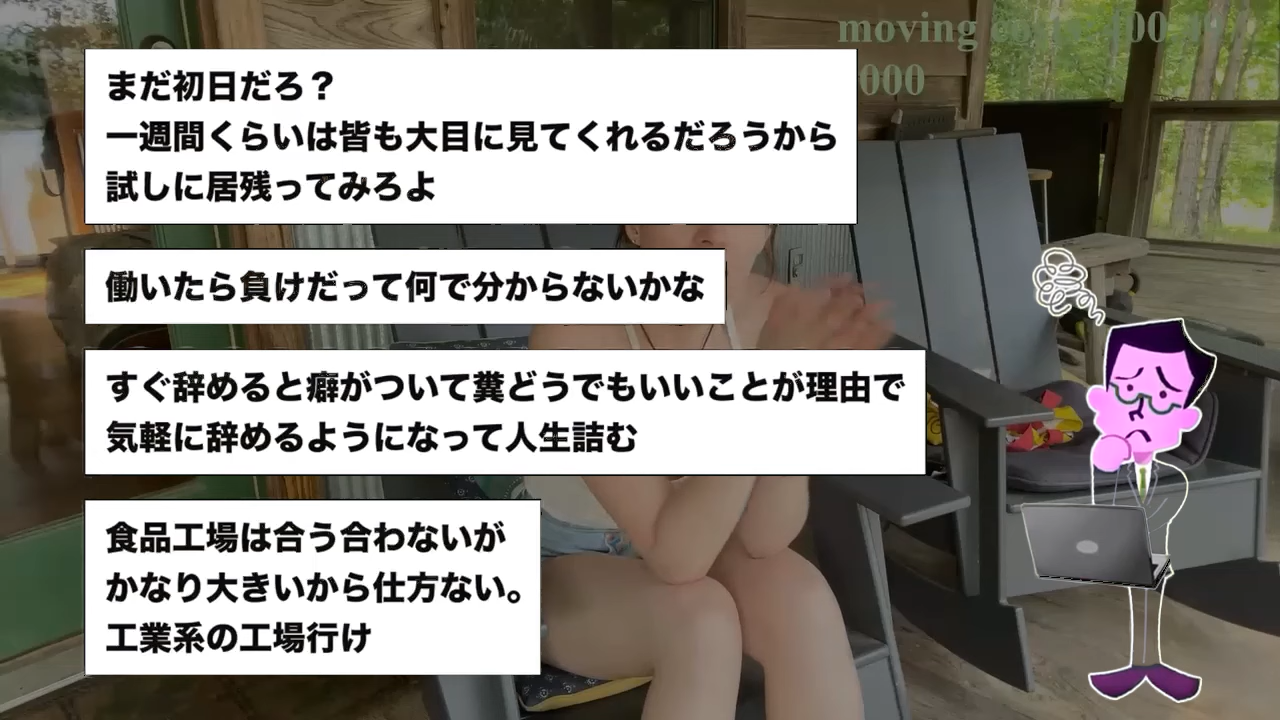 moving
000
まだ初日だろ？
一週間くらいは皆も大目に見てくれるだろうから
試しに居残ってみろよ
働いたら負けだって何で分からないかな
すぐ辞めると癖がついて糞どうでもいいことが理由で
気軽に辞めるようになって人生詰む
食品工場は合う合わないが
かなり大きいから仕方ない。
工業系の工場行け